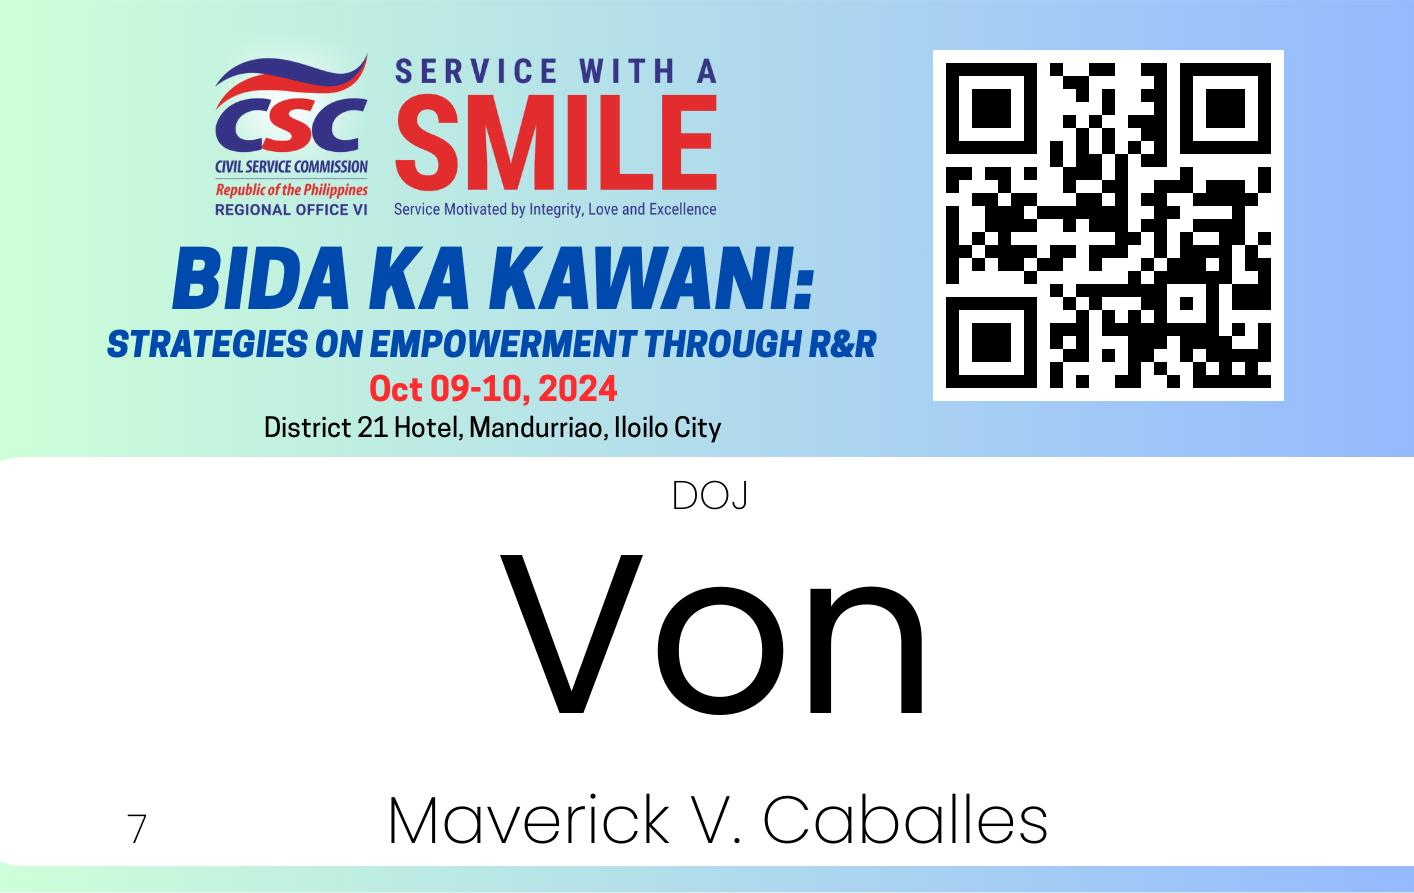 CSC
CIVIL SERVICE COMMISSION
Republic of the Philippines
REGIONAL OFFICE VI
SERVICE WITH A
SMILE
Service Motivated by Integrity, Love and Excellence
BIDA KA KAWANI:
STRATEGIES ON EMPOWERMENT THROUGH R&R
Oct 09-10, 2024
District 21 Hotel, Mandurriao, Iloilo City
DOJ
Von
Maverick V. Caballes
7